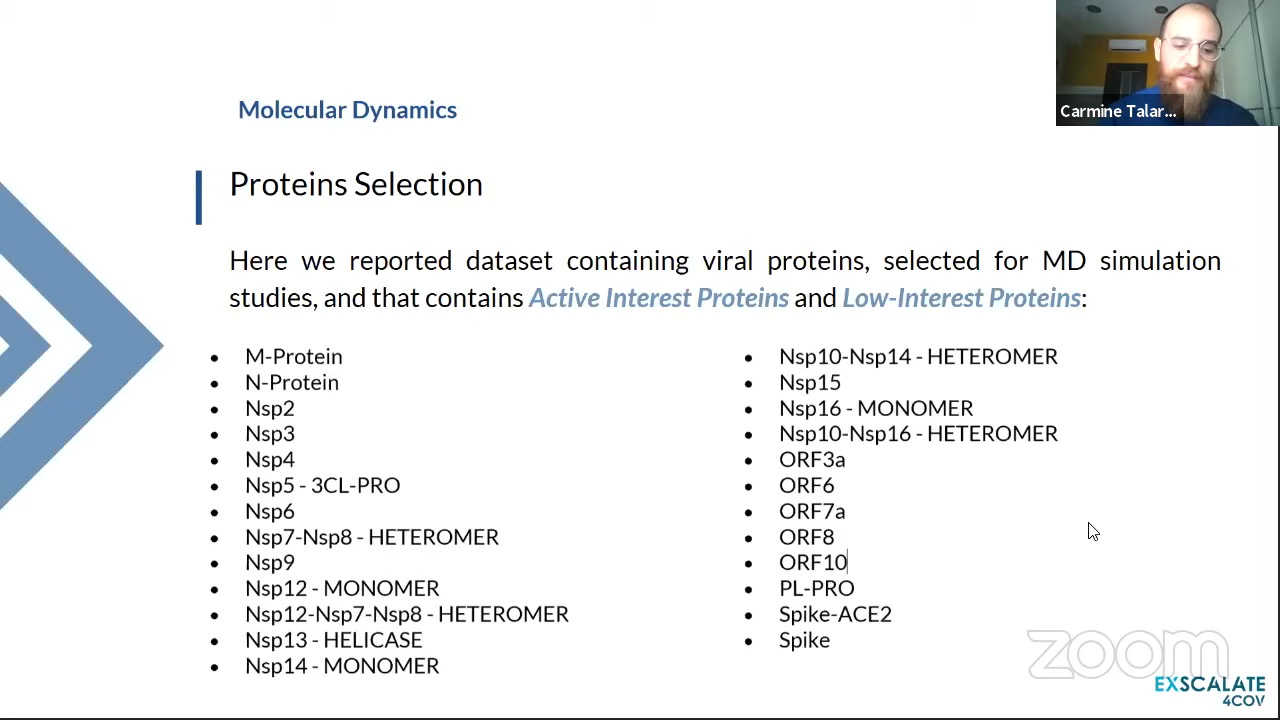 Carmine Talar...
Molecular Dynamics
Proteins Selection
Here we reported dataset containing viral proteins, selected for MD simulation
studies, and that contains Active Interest Proteins and Low-Interest Proteins:
• M-Protein
• N-Protein
• Nsp2
• Nsp3
• Nsp4
• Nsp5 - 3CL-PRO
• Nsp6
• Nsp7-Nsp8 - HETEROMER
• Nsp9
• Nsp12 - MONOMER
• Nsp12-Nsp7-Nsp8 - HETEROMER
• Nsp13 - HELICASE
• Nsp14 - MONOMER
• Nsp10-Nsp14 - HETEROMER
• Nsp15
• Nsp16 - MONOMER
• Nsp10-Nsp16 - HETEROMER
• ORF3a
• ORF6
• ORF7a
• ORF8
• ORF10
• PL-PRO
• Spike-ACE2
• Spike
zoom
EXSCALATE
4COV